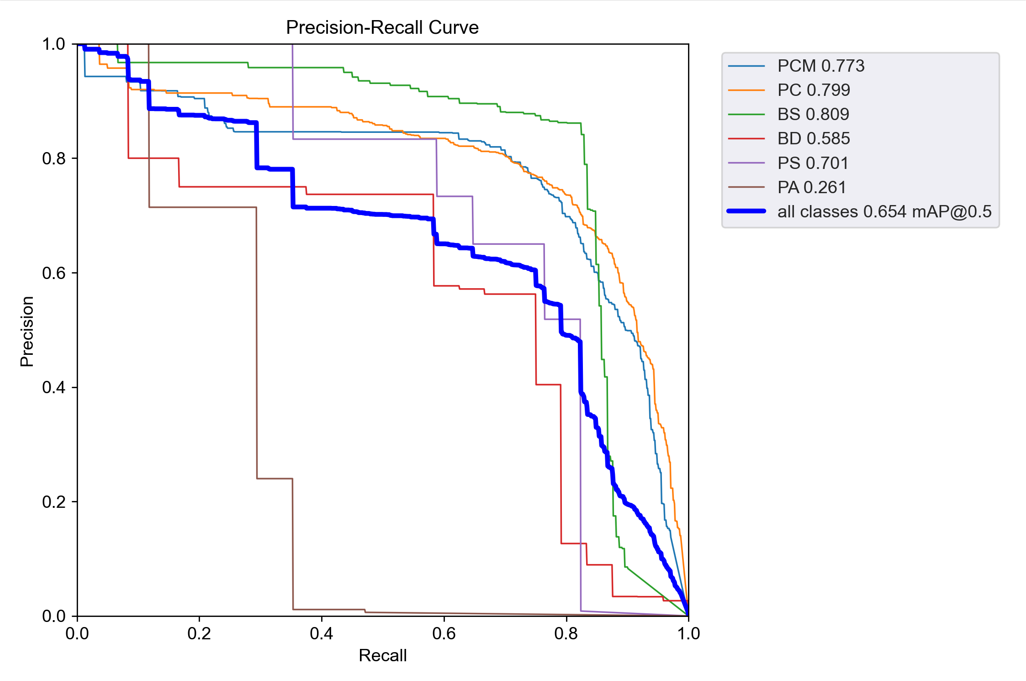 Precision-Recall Curve
1.0
0.8
0.6
0.4
0.2
0.0
Precision
0.0 0.2 0.4 0.6 0.8 1.0
Recall
PCM 0.773
PC 0.799
BS 0.809
BD 0.585
PS 0.701
PA 0.261
all classes 0.654 mAP@0.5